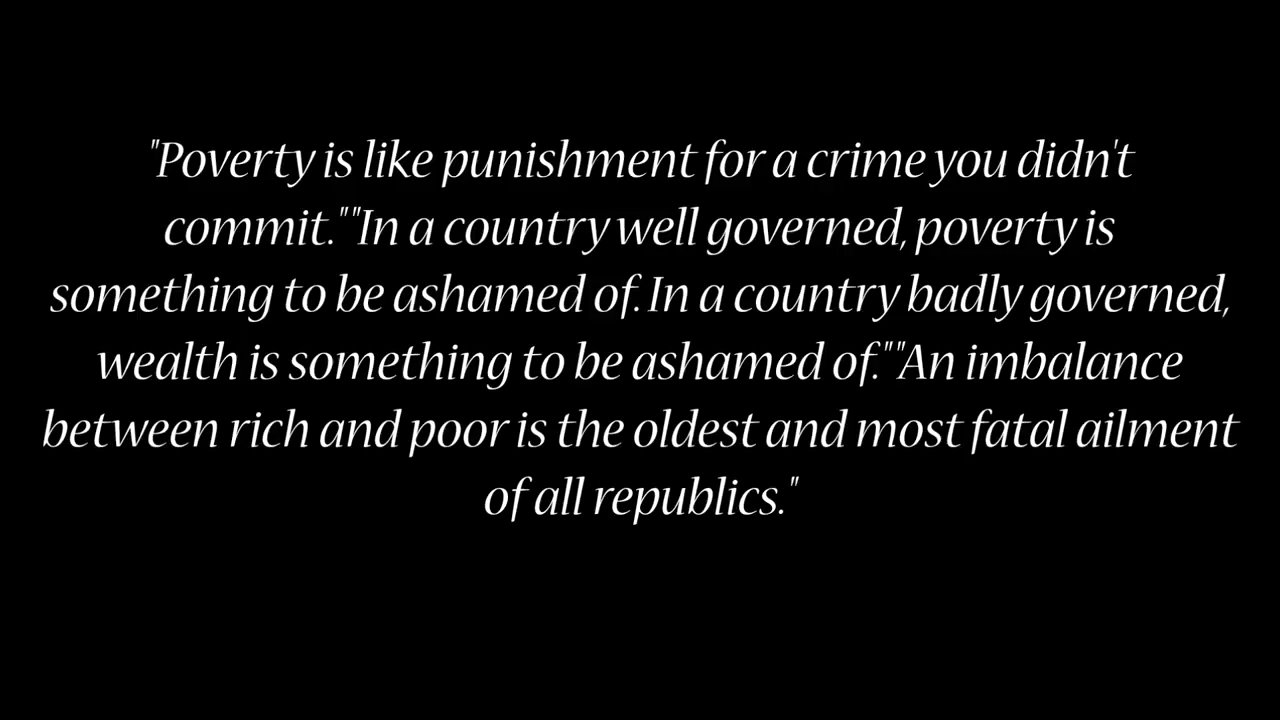 "Poverty is like punishment for a crime you didn't
commit.""In a country well governed, poverty is
something to be ashamed of. In a country badly governed,
wealth is something to be ashamed of.""An imbalance
between rich and poor is the oldest and most fatal ailment
of all republics."